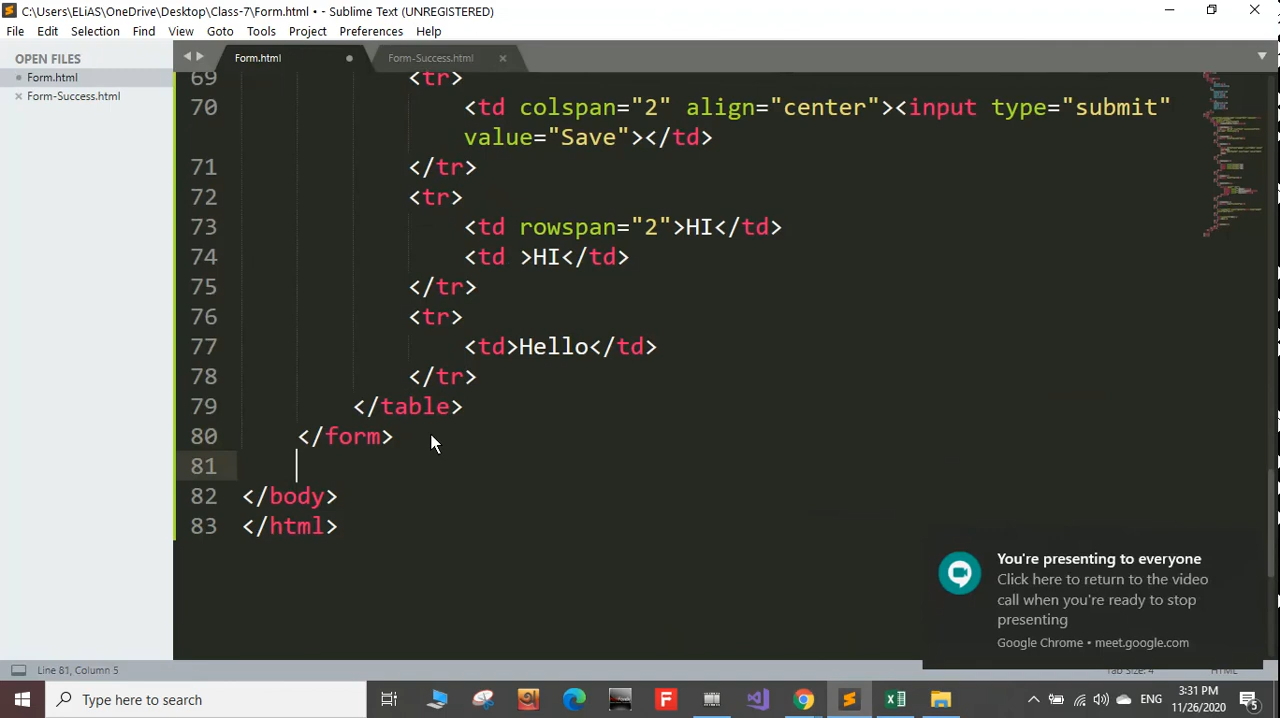 C:\Users\ELiAS\OneDrive\Desktop\Class-7\Form.html • - Sublime Text (UNREGISTERED)
File Edit Selection Find View Goto Tools Project Preferences Help
OPEN FILES
Form.html
Form-Success.html
Form.html
Form-Success.html
69 <tr>
70 <td colspan="2" align="center"><input type="submit"
value="Save"></td>
71 </tr>
72 <tr>
73 <td rowspan="2">HI</td>
74 <td >HI</td>
75 </tr>
76 <tr>
77 <td>Hello</td>
78 </tr>
79 </table>
80 </form>
81
82 </body>
83 </html>
You're presenting to everyone
Click here to return to the video
call when you're ready to stop
presenting
Google Chrome • meet.google.com
Line 81, Column 5
Tab Size: 4
HTML
Type here to search
F
ENG
3:31 PM
11/26/2020
5